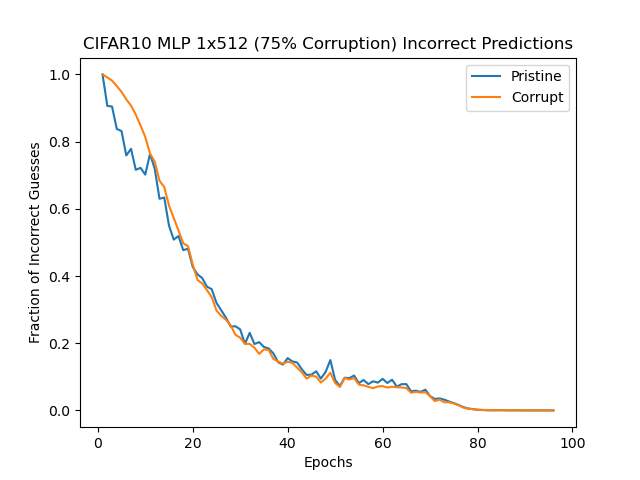 CIFAR10 MLP 1x512 (75% Corruption) Incorrect Predictions
Pristine
Corrupt
Fraction of Incorrect Guesses
1.0
0.8
0.6
0.4
0.2
0.0
0
20
40
60
80
100
Epochs